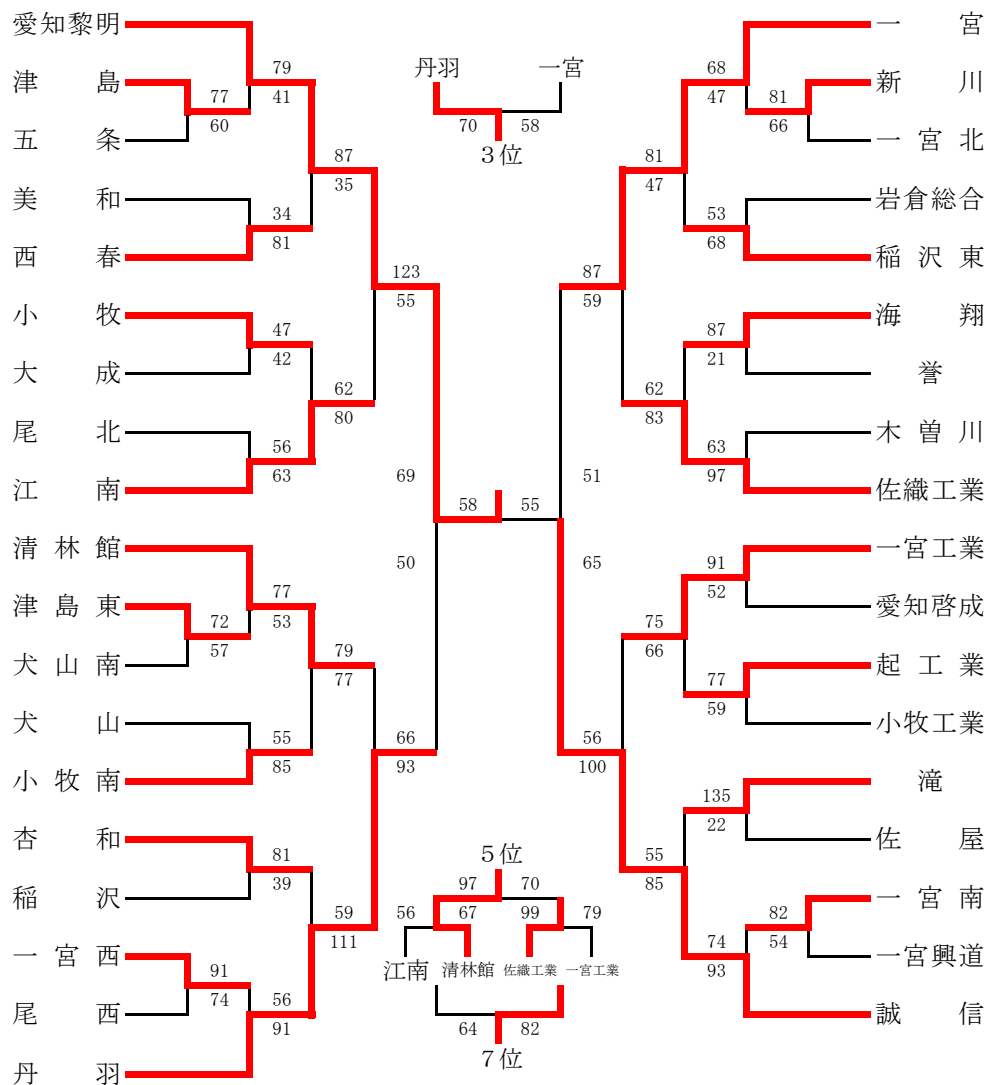 愛知黎明
一宮
79
丹羽
一宮
68
津島
77
41
47
81
新川
60
70
58
66
五条
3位
一宮北
87
81
35
47
美和
岩倉総合
34
53
81
68
西春
稲沢東
123
87
55
59
小牧
海翔
47
87
42
21
大成
誉
62
62
80
83
尾北
木曽川
56
63
63
97
江南
69
51
佐織工業
58
55
清林館
50
65
一宮工業
91
77
52
津島東
53
愛知啓成
72
75
57
79
66
犬山南
77
起工業
77
59
犬山
小牧工業
55
66
56
85
93
100
小牧南
滝
135
22
杏和
佐屋
81
5位
55
39
97
70
85
稲沢
一宮南
59
56
67
99
79
82
111
54
74
一宮西
江南
清林館
佐織工業
一宮工業
一宮興道
91
93
74
56
尾西
誠信
91
64
82
7位
丹羽